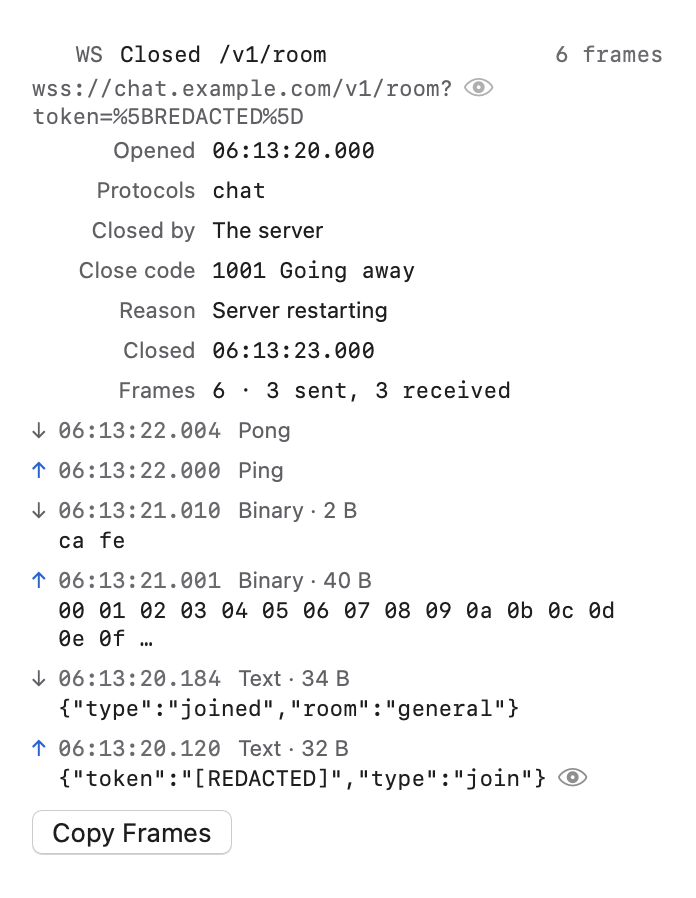 WS Closed /v1/room 6 frames
wss://chat.example.com/v1/room?
token=%5BREDACTED%5D
Opened 06:13:20.000
Protocols chat
Closed by The server
Close code 1001 Going away
Reason Server restarting
Closed 06:13:23.000
Frames 6 · 3 sent, 3 received
↓ 06:13:22.004 Pong
↑ 06:13:22.000 Ping
↓ 06:13:21.010 Binary · 2 B
ca fe
↑ 06:13:21.001 Binary · 40 B
00 01 02 03 04 05 06 07 08 09 0a 0b 0c 0d
0e 0f …
↓ 06:13:20.184 Text · 34 B
{"type":"joined","room":"general"}
↑ 06:13:20.120 Text · 32 B
{"token":"[REDACTED]","type":"join"}
Copy Frames